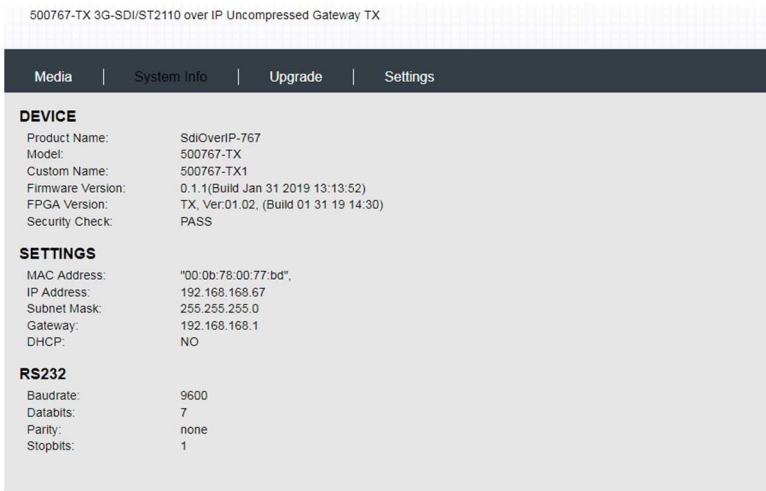 500767-TX 3G-SDI/ST2110 over IP Uncompressed Gateway TX
Media | System Info | Upgrade | Settings
DEVICE
Product Name: SdiOverIP-767
Model: 500767-TX
Custom Name: 500767-TX1
Firmware Version: 0.1.1(Build Jan 31 2019 13:13:52)
FPGA Version: TX, Ver:01.02, (Build 01 31 19 14:30)
Security Check: PASS
SETTINGS
MAC Address: "00:0b:78:00:77:bd",
IP Address: 192.168.168.67
Subnet Mask: 255.255.255.0
Gateway: 192.168.168.1
DHCP: NO
RS232
Baudrate: 9600
Databits: 7
Parity: none
Stopbits: 1